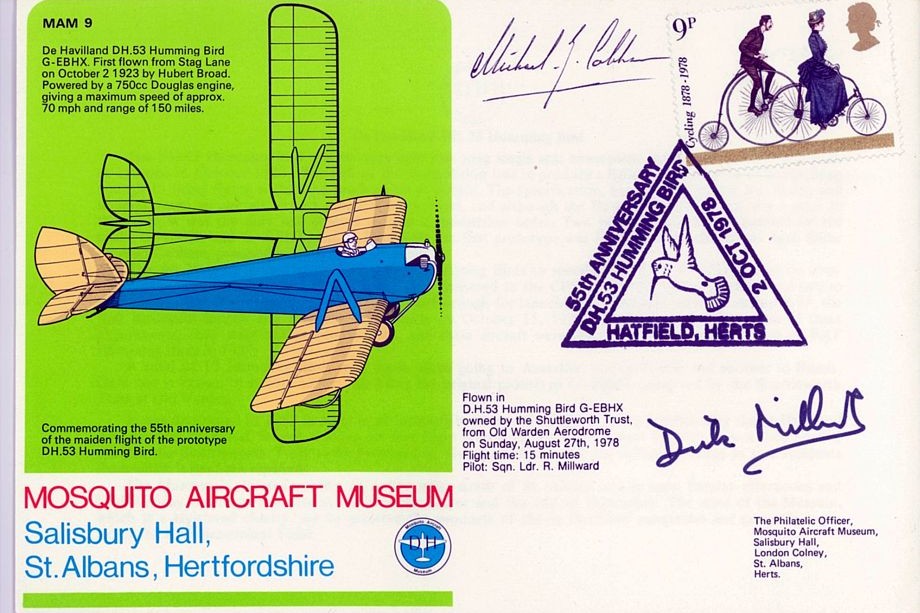 MAM 9
De Havilland DH.53 Humming Bird
G-EBHX. First flown from Stag Lane
on October 2 1923 by Hubert Broad.
Powered by a 750cc Douglas engine,
giving a maximum speed of approx.
70 mph and range of 150 miles.
Commemorating the 55th anniversary
of the maiden flight of the prototype
DH.53 Humming Bird.
MOSQUITO AIRCRAFT MUSEUM
Salisbury Hall,
St.Albans, Hertfordshire
Mosquito Aircraft
DH
Museum
9P
Cycling 1878-1978
55th ANNIVERSARY
D.H.53 HUMMING BIRD
2 OCT 1978
HATFIELD, HERTS
Flown in
D.H.53 Humming Bird G-EBHX
owned by the Shuttleworth Trust,
from Old Warden Aerodrome
on Sunday, August 27th, 1978
Flight time: 15 minutes
Pilot: Sqn. Ldr. R. Millward
Dick Millward
The Philatelic Officer,
Mosquito Aircraft Museum,
Salisbury Hall,
London Colney,
St. Albans,
Herts.